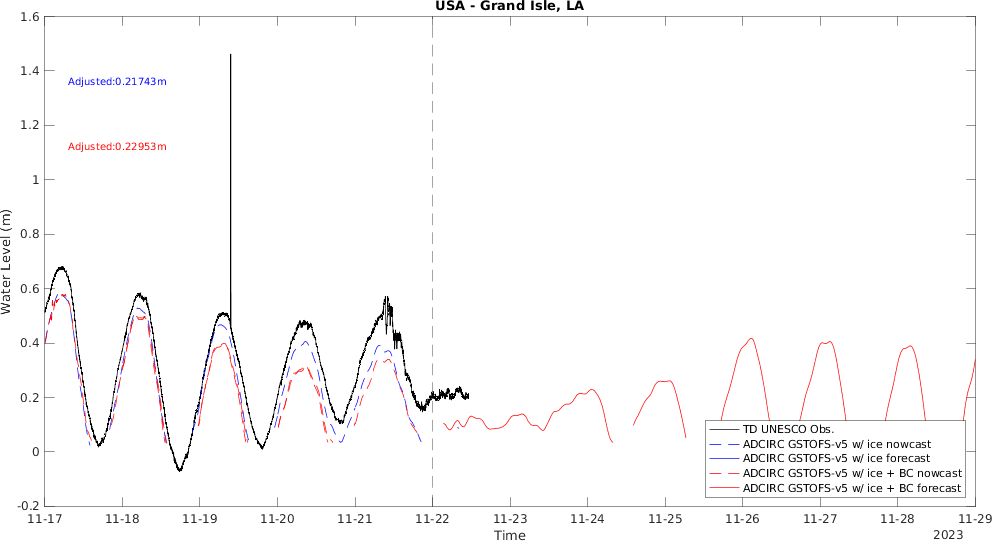 USA - Grand Isle, LA
1.6
1.4
1.2
1
0.8
0.6
0.4
0.2
0
-0.2
Water Level (m)
Adjusted:0.21743m
Adjusted:0.22953m
TD UNESCO Obs.
ADCIRC GSTOFS-v5 w/ ice nowcast
ADCIRC GSTOFS-v5 w/ ice forecast
ADCIRC GSTOFS-v5 w/ ice + BC nowcast
ADCIRC GSTOFS-v5 w/ ice + BC forecast
11-17 11-18 11-19 11-20 11-21 11-22 11-23 11-24 11-25 11-26 11-27 11-28 11-29
Time
2023